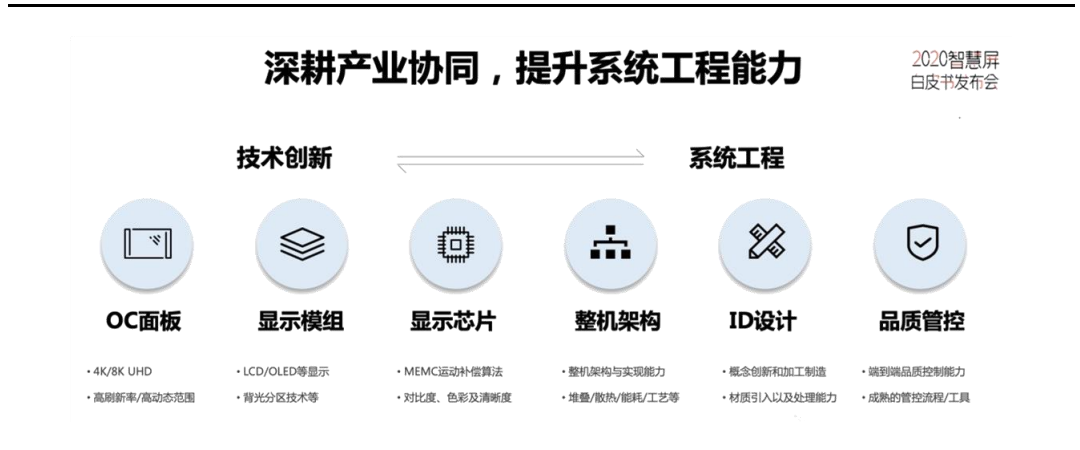 深耕产业协同，提升系统工程能力
2020智慧屏
白皮书发布会
技术创新
系统工程
OC面板
显示模组
显示芯片
整机架构
ID设计
品质管控
·4K/8K UHD
·高刷新率/高动态范围
·LCD/OLED等显示
·背光分区技术等
·MEMC运动补偿算法
·对比度、色彩及清晰度
·整机架构与实现能力
·堆叠/散热/能耗/工艺等
·概念创新和加工制造
·材质引入以及处理能力
·端到端品质控制能力
·成熟的管控流程/工具